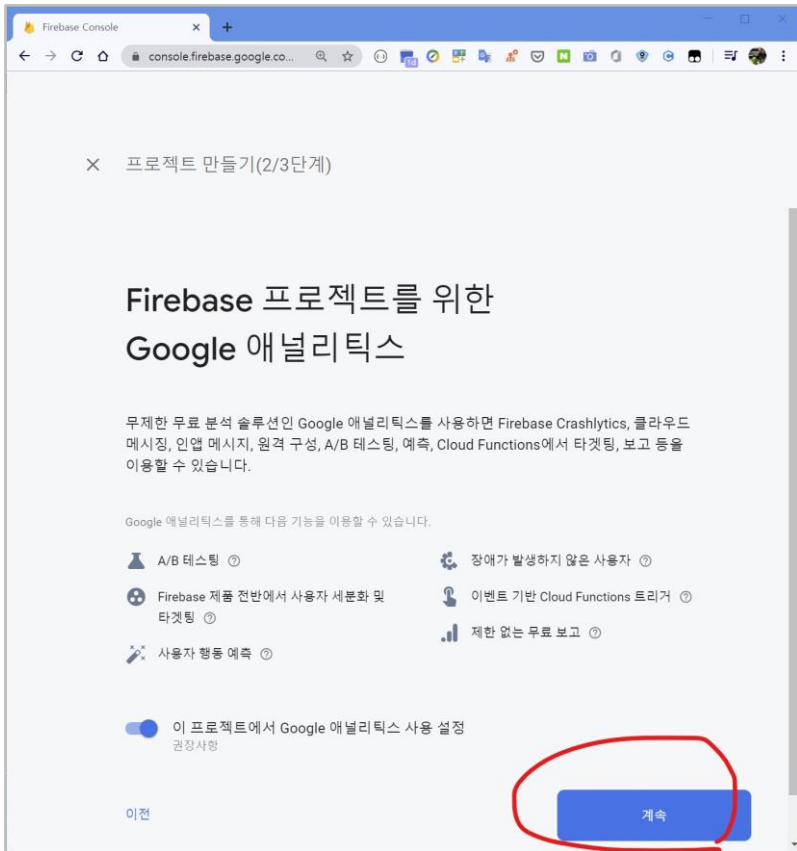 Firebase Console
console.firebase.google.co...
1d
프로젝트 만들기(2/3단계)
Firebase 프로젝트를 위한
Google 애널리틱스
무제한 무료 분석 솔루션인 Google 애널리틱스를 사용하면 Firebase Crashlytics, 클라우드
메시징, 인앱 메시지, 원격 구성, A/B 테스팅, 예측, Cloud Functions에서 타겟팅, 보고 등을
이용할 수 있습니다.
Google 애널리틱스를 통해 다음 기능을 이용할 수 있습니다.
A/B 테스팅
Firebase 제품 전반에서 사용자 세분화 및
타겟팅
사용자 행동 예측
장애가 발생하지 않은 사용자
이벤트 기반 Cloud Functions 트리거
제한 없는 무료 보고
이 프로젝트에서 Google 애널리틱스 사용 설정
권장사항
이전
계속